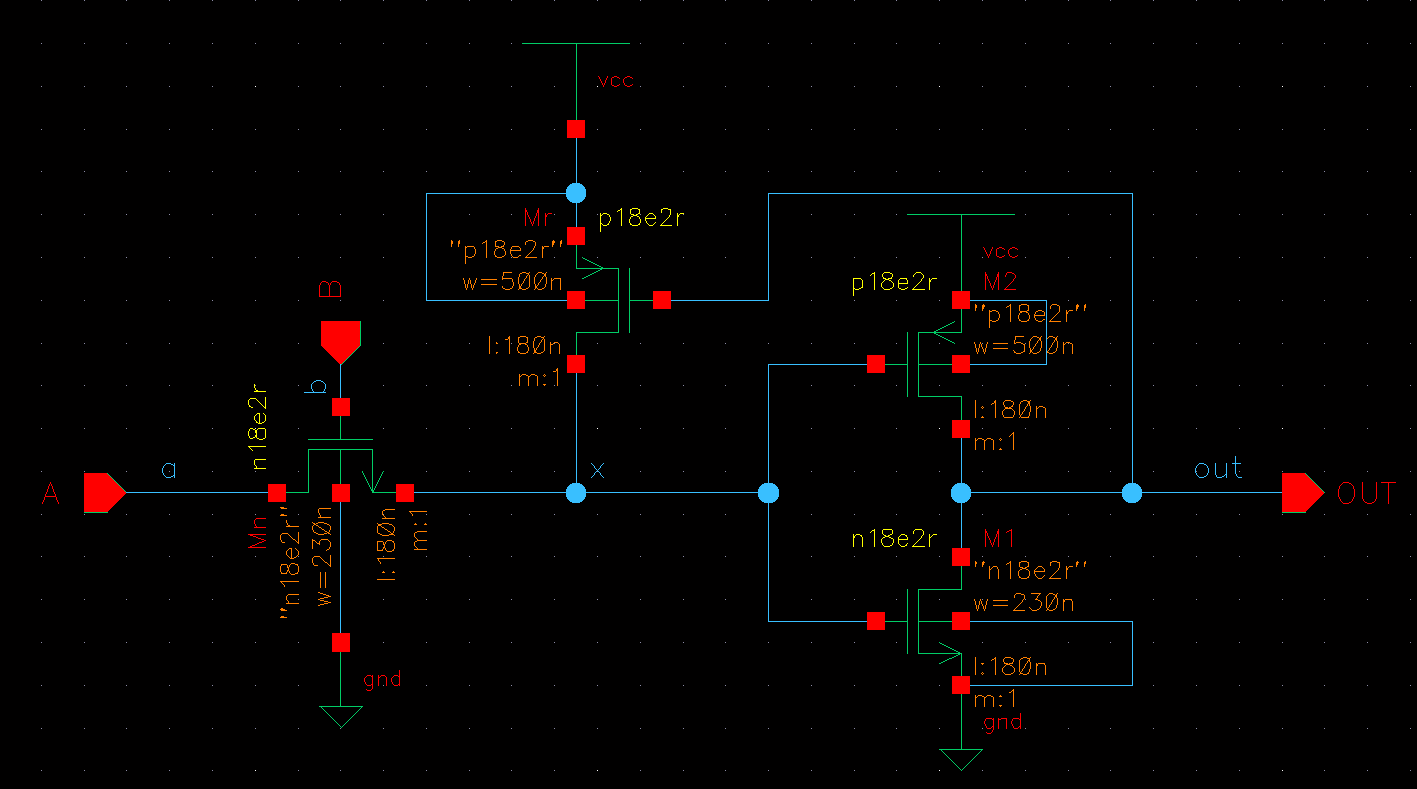 vcc
Mr
p18e2r
"p18e2r"
w=500n
l:180n
m:1
vcc
p18e2r
M2
"p18e2r"
w=500n
l:180n
m:1
B
b
n18e2r
A
a
Mn
"n18e2r"
w=230n
l:180n
m:1
gnd
x
out
OUT
n18e2r
M1
"n18e2r"
w=230n
l:180n
m:1
gnd